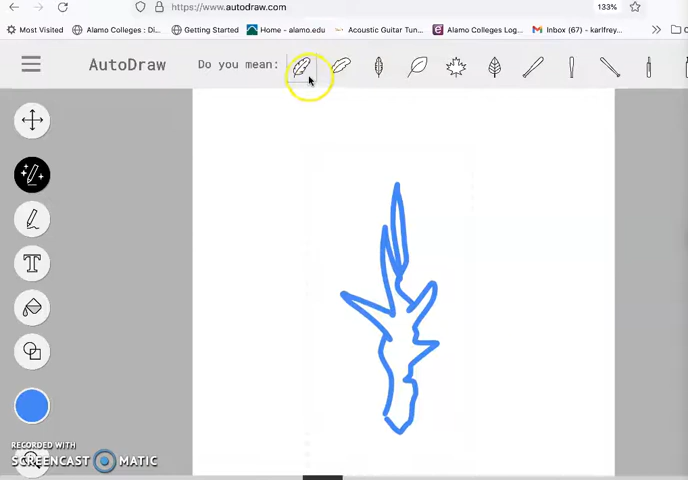 https://www.autodraw.com
133%
Most Visited
Alamo Colleges : Di...
Getting Started
Home - alamo.edu
Acoustic Guitar Tun...
Alamo Colleges Log...
Inbox (67) - karlfrey...
AutoDraw
Do you mean:
T
RECORDED WITH
SCREENCAST MATIC